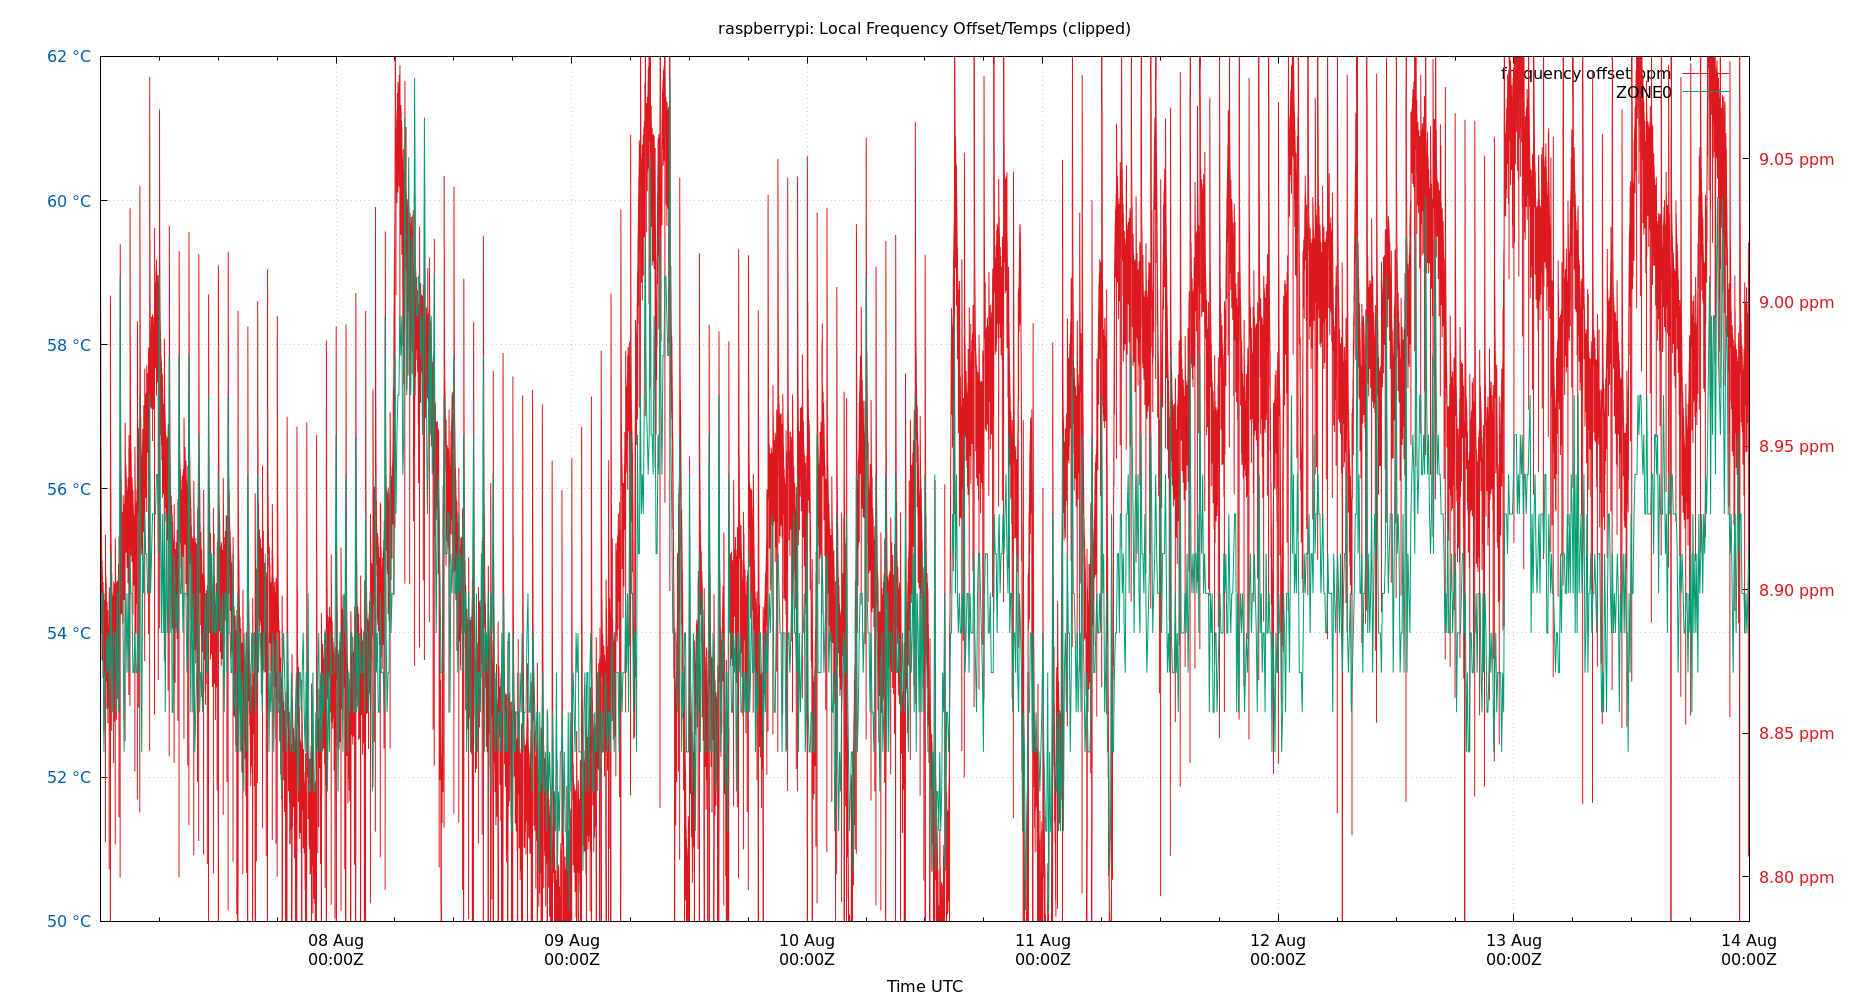 raspberrypi: Local Frequency Offset/Temps (clipped)
62 °C
60 °C
58 °C
56 °C
54 °C
52 °C
50 °C
frequency offset ppm
ZONE0
9.05 ppm
9.00 ppm
8.95 ppm
8.90 ppm
8.85 ppm
8.80 ppm
08 Aug
00:00Z
09 Aug
00:00Z
10 Aug
00:00Z
11 Aug
00:00Z
12 Aug
00:00Z
13 Aug
00:00Z
14 Aug
00:00Z
Time UTC